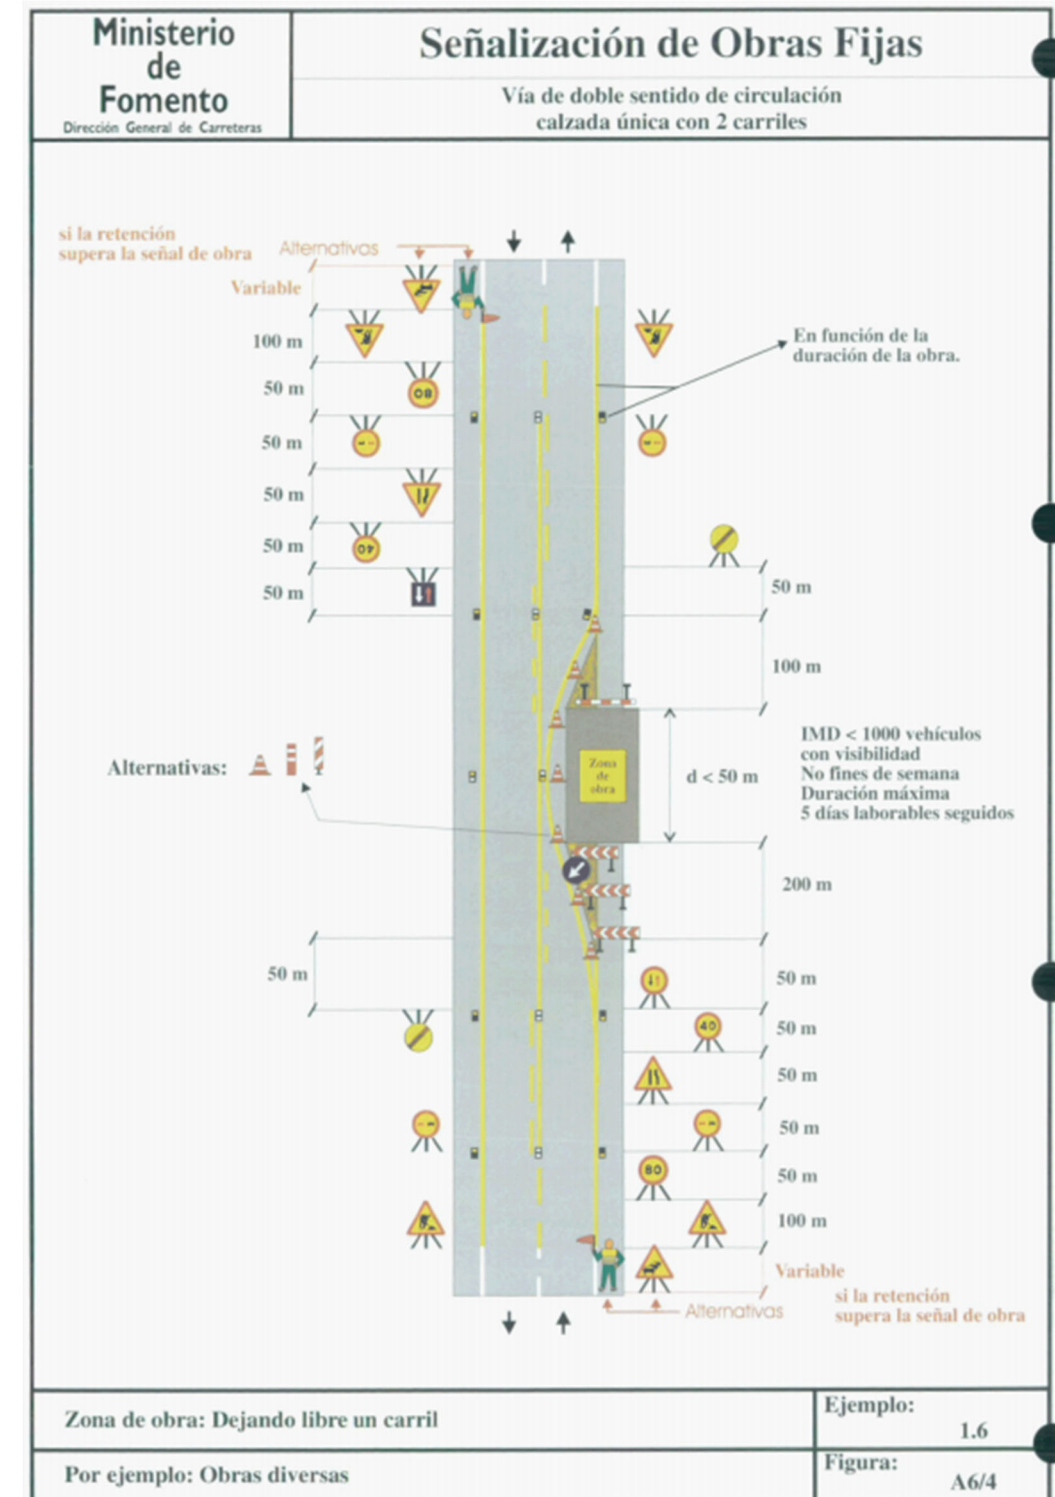 Ministerio
de
Fomento
Dirección General de Carreteras
Señalización de Obras Fijas
Vía de doble sentido de circulación
calzada única con 2 carriles
si la retención
supera la señal de obra
Alternativas
Variable
100 m
50 m
80
50 m
50 m
50 m
40
50 m
En función de la
duración de la obra.
50 m
100 m
Alternativas:
Zona
de
obra
d < 50 m
IMD < 1000 vehículos
con visibilidad
No fines de semana
Duración máxima
5 días laborables seguidos
200 m
50 m
50 m
40
50 m
50 m
50 m
80
50 m
100 m
Variable
Alternativas
si la retención
supera la señal de obra
Zona de obra: Dejando libre un carril
Ejemplo:
1.6
Por ejemplo: Obras diversas
Figura:
A6/4